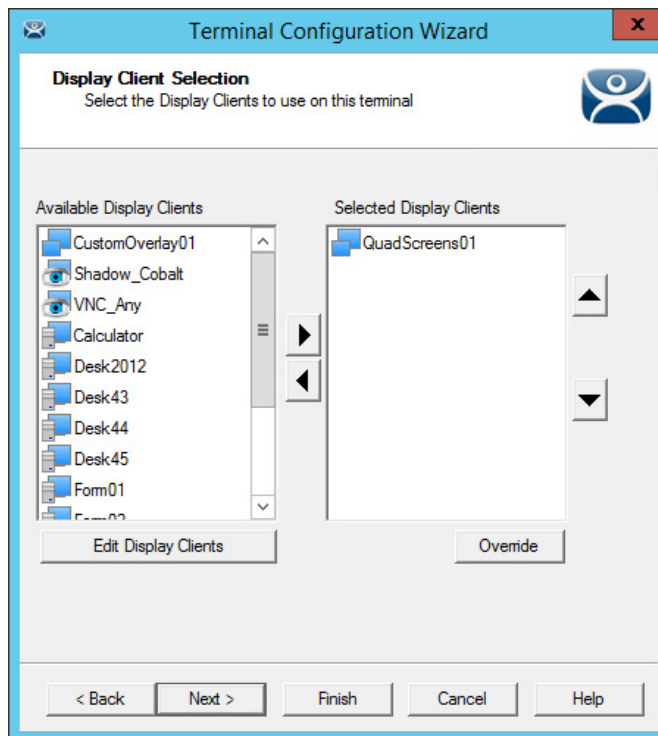 Terminal Configuration Wizard
x
Display Client Selection
Select the Display Clients to use on this terminal
Available Display Clients
CustomOverlay01
Shadow_Cobalt
VNC_Any
Calculator
Desk2012
Desk43
Desk44
Desk45
Form01
Form02
Edit Display Clients
Selected Display Clients
QuadScreens01
Override
< Back
Next >
Finish
Cancel
Help